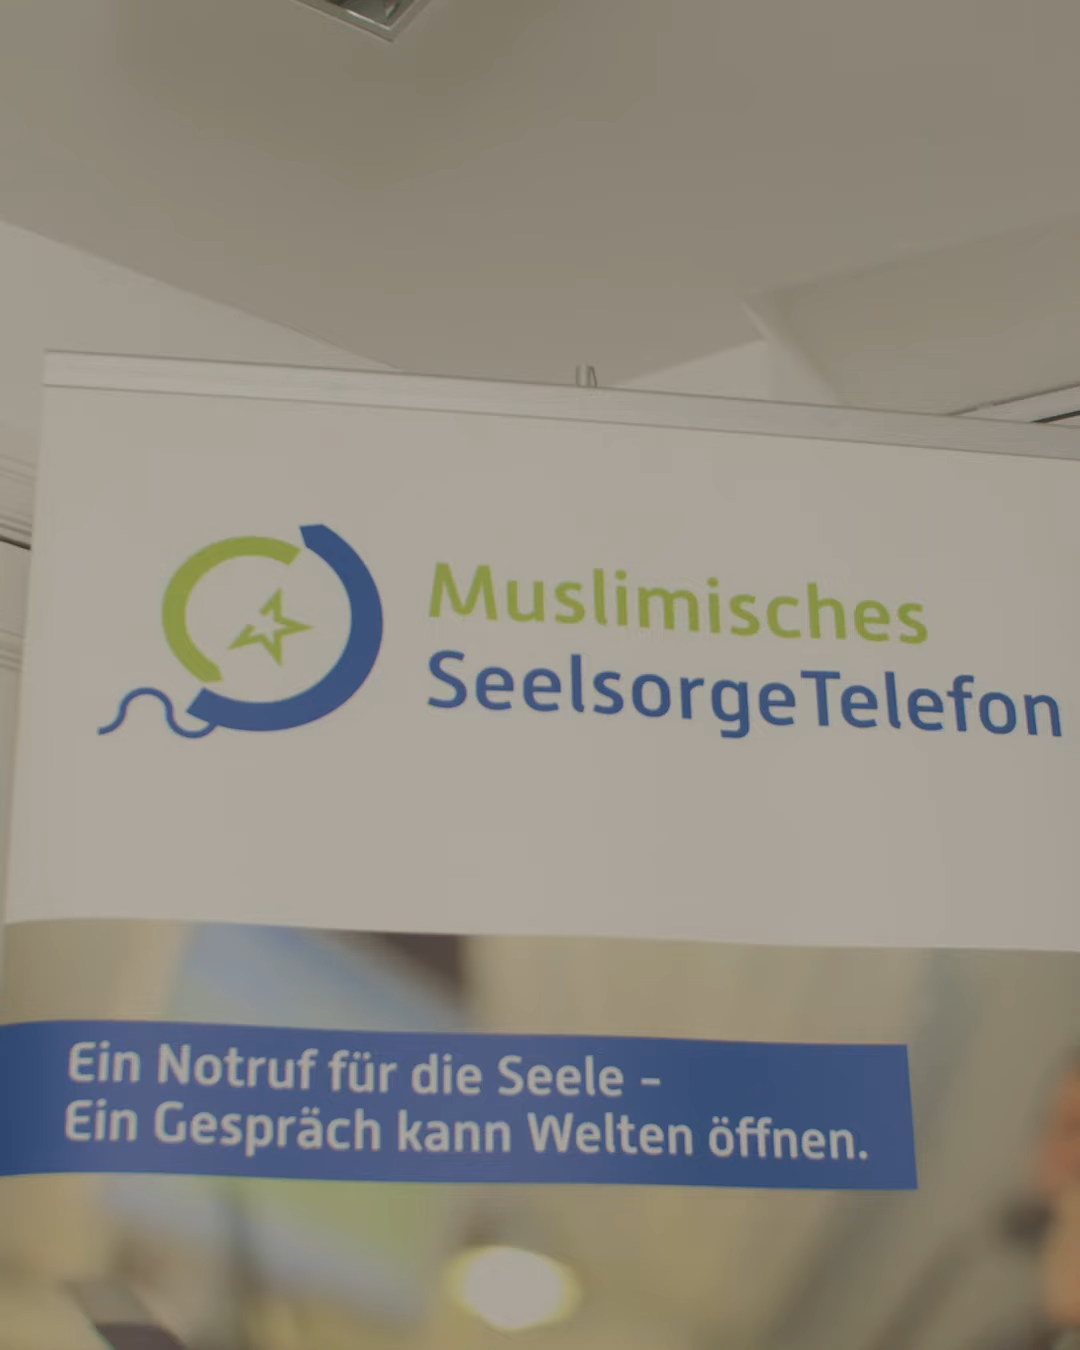 Muslimisches
SeelsorgeTelefon
Ein Notruf für die Seele –
Ein Gespräch kann Welten öffnen.